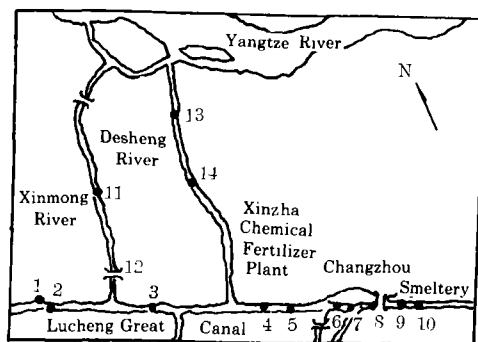 Yangtze River
N
13
Desheng
River
14
11
Xinmong
River
Xinzha
Chemical
Fertilizer
Plant
12
Changzhou
Smeltery
1
2
3
4
5
6
7
8
9
10
Lucheng Great
Canal